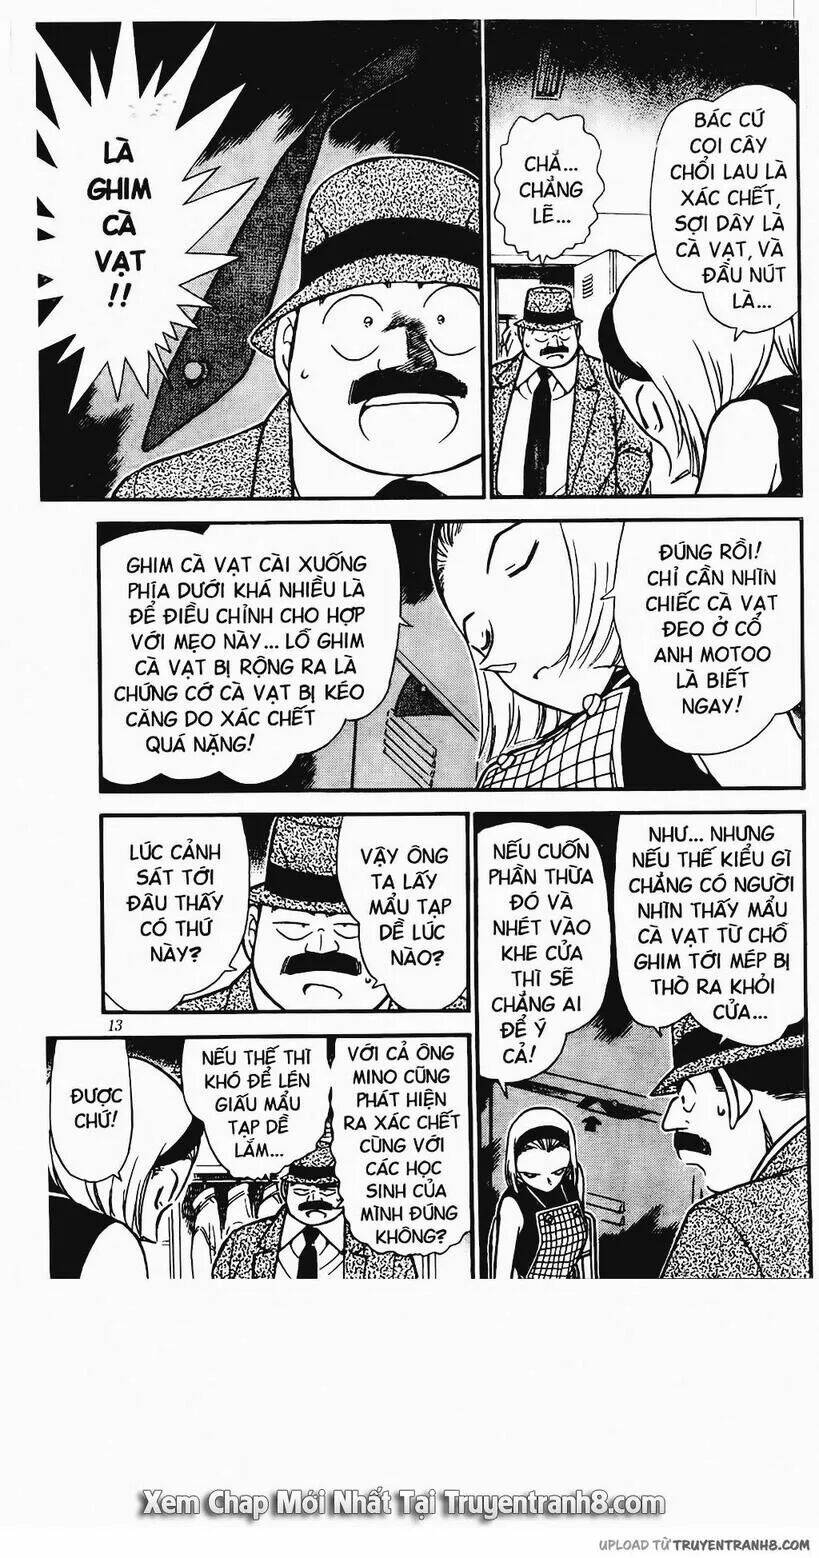 BÁC CỨ
COI CÂY
CHỔI LAU LÀ
XÁC CHẾT,
SỢI DÂY LÀ
CÀ VẠT, VÀ
ĐẦU NÚT
LÀ...
CHẲ...
CHẲNG
LẼ...
LÀ
GHIM
CÀ
VẠT
!!
ĐÚNG RỒI!
CHỈ CẦN NHÌN
CHIẾC CÀ VẠT
ĐEO Ở CỔ
ANH MOTOO
LÀ BIẾT
NGAY!
GHIM CÀ VẠT CÀI XUỐNG
PHÍA DƯỚI KHÁ NHIỀU LÀ
ĐỂ ĐIỀU CHỈNH CHO HỢP
VỚI MẸO NÀY... LỖ GHIM
CÀ VẠT BỊ RỘNG RA LÀ
CHỨNG CỚ CÀ VẠT BỊ KÉO
CĂNG DO XÁC CHẾT
QUÁ NẶNG!
NHƯ... NHƯNG
NẾU THẾ KIỂU GÌ
CHẲNG CÓ NGƯỜI
NHÌN THẤY MẨU
CÀ VẠT TỪ CHỖ
GHIM TỚI MÉP BỊ
THÒ RA KHỎI
CỬA...
NẾU CUỐN
PHẦN THỪA
ĐÓ VÀ
NHÉT VÀO
KHE CỬA
THÌ SẼ
CHẲNG AI
ĐỂ Ý
CẢ!
VẬY ÔNG
TA LẤY
MẨU TẠP
DỀ LÚC
NÀO?
LÚC CẢNH
SÁT TỚI
ĐÂU THẤY
CÓ THỨ
NÀY?
13
VỚI CẢ ÔNG
MINO CŨNG
PHÁT HIỆN
RA XÁC CHẾT
CÙNG VỚI
CÁC HỌC
SINH CỦA
MÌNH ĐÚNG
KHÔNG?
NẾU THẾ THÌ
KHÓ ĐỂ LÉN
GIẤU MẨU
TẠP DỀ
LẮM...
ĐƯỢC
CHỨ!
Xem Chap Mới Nhất Tại Truyentranh8.com
UPLOAD TỪ TRUYENTRANH8.COM